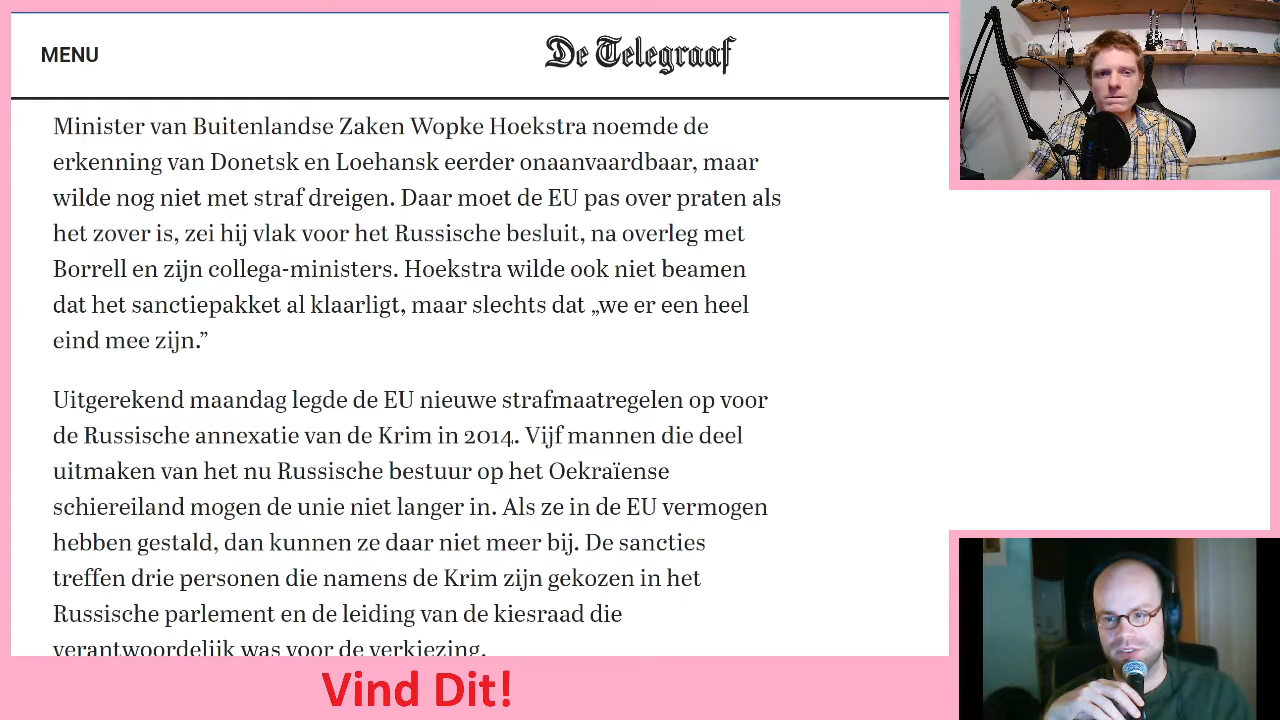 MENU
De Telegraaf
Minister van Buitenlandse Zaken Wopke Hoekstra noemde de
erkenning van Donetsk en Loehansk eerder onaanvaardbaar, maar
wilde nog niet met straf dreigen. Daar moet de EU pas over praten als
het zover is, zei hij vlak voor het Russische besluit, na overleg met
Borrell en zijn collega-ministers. Hoekstra wilde ook niet beamen
dat het sanctiepakket al klaarligt, maar slechts dat „we er een heel
eind mee zijn.”
Uitgerekend maandag legde de EU nieuwe strafmaatregelen op voor
de Russische annexatie van de Krim in 2014. Vijf mannen die deel
uitmaken van het nu Russische bestuur op het Oekraïense
schiereiland mogen de unie niet langer in. Als ze in de EU vermogen
hebben gestald, dan kunnen ze daar niet meer bij. De sancties
treffen drie personen die namens de Krim zijn gekozen in het
Russische parlement en de leiding van de kiesraad die
verantwoordelijk was voor de verkiezing.
Vind Dit!